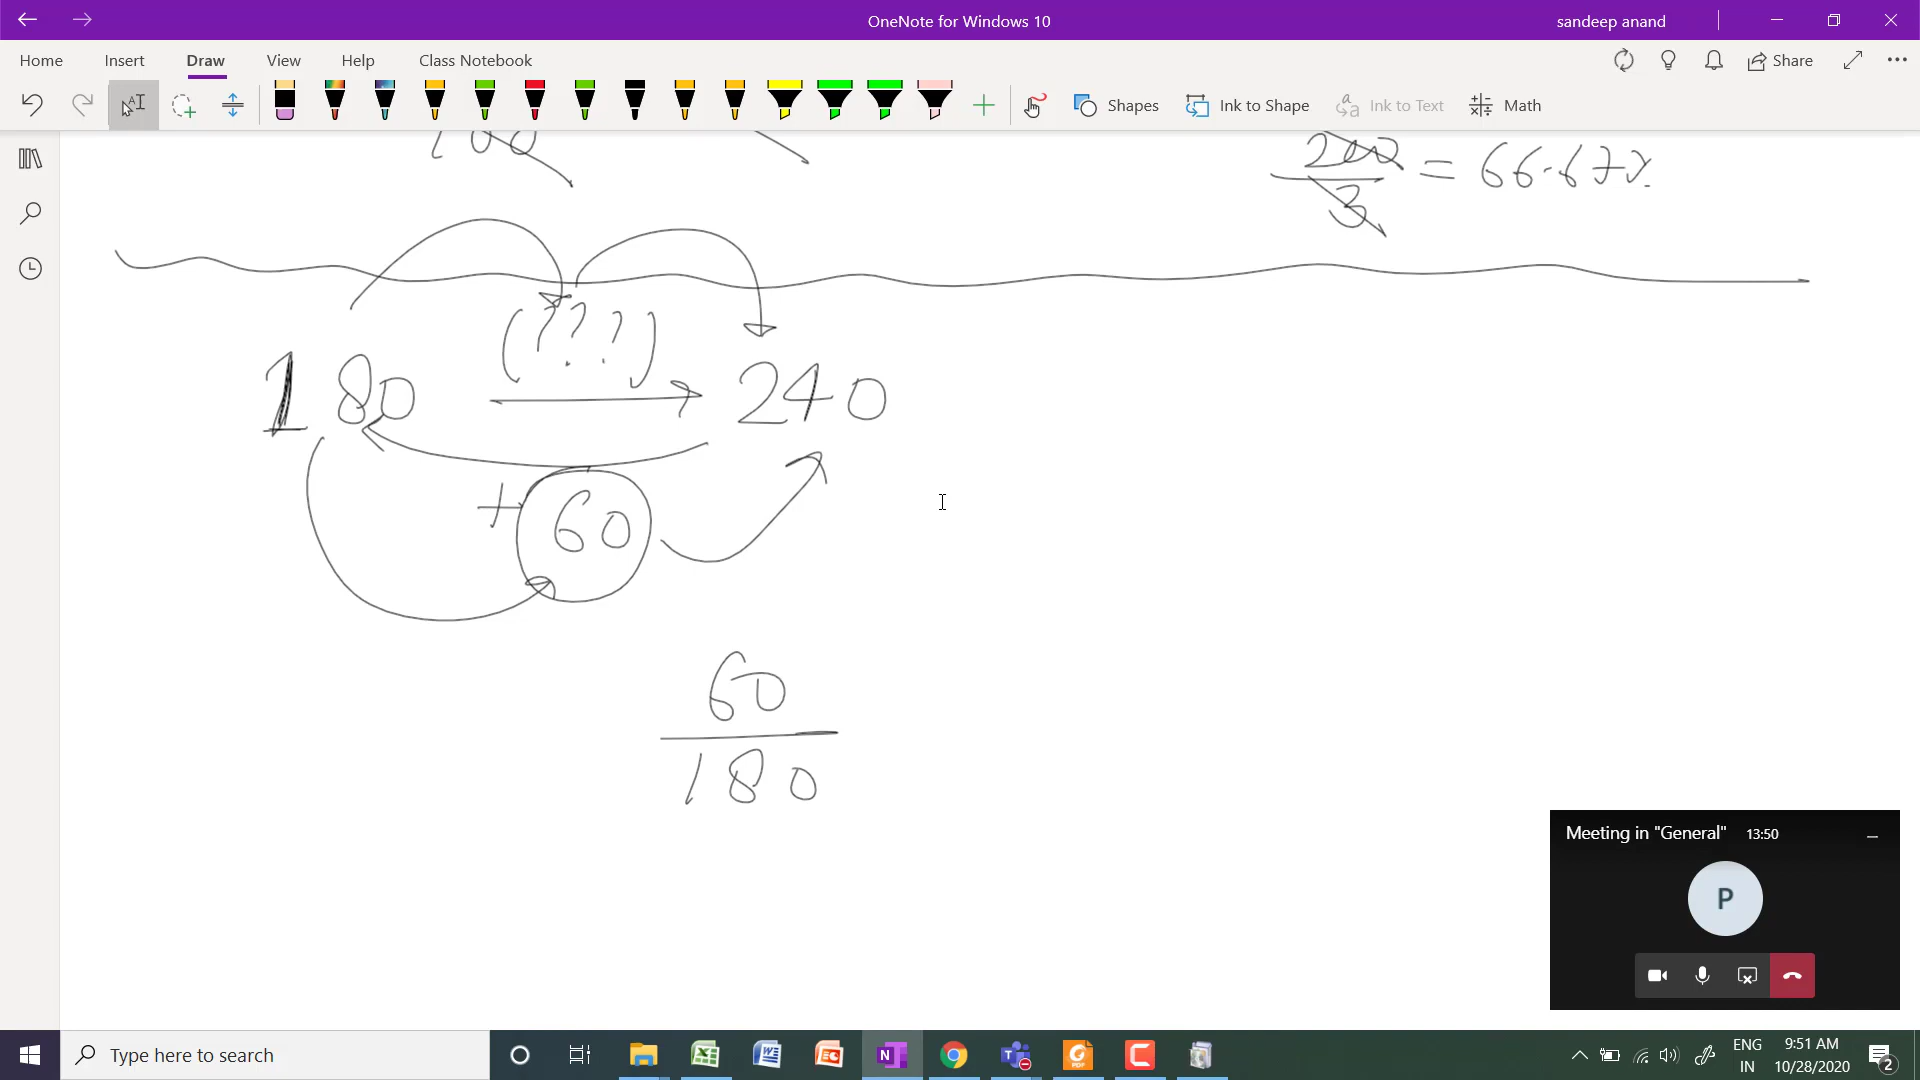 OneNote for Windows 10
sandeep anand
Home Insert Draw View Help Class Notebook
Share
Shapes Ink to Shape Ink to Text Math
100
200
3
= 66.67%
(???)
180 240
+ 60
60
180
Meeting in "General" 13:50
P
Type here to search
ENG
IN
9:51 AM
10/28/2020
2